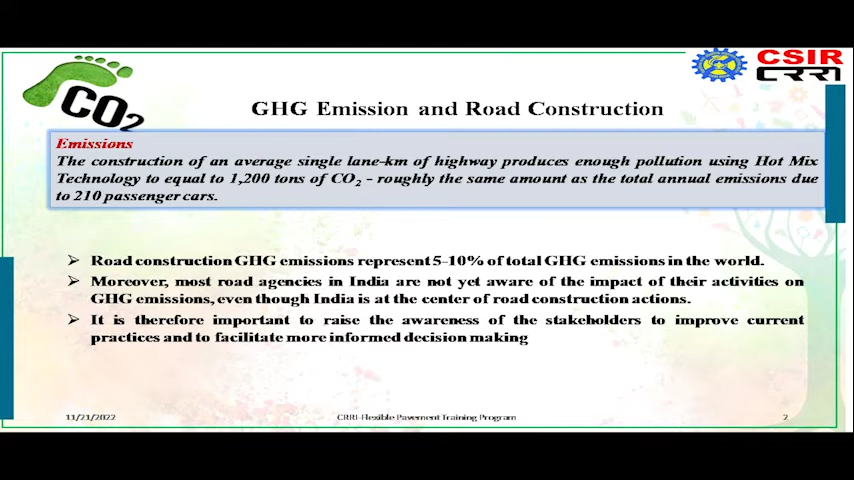 CO2
CSIR
CRRI
GHG Emission and Road Construction
Emissions
The construction of an average single lane-km of highway produces enough pollution using Hot Mix
Technology to equal to 1,200 tons of CO2 - roughly the same amount as the total annual emissions due
to 210 passenger cars.
➢ Road construction GHG emissions represent 5-10% of total GHG emissions in the world.
➢ Moreover, most road agencies in India are not yet aware of the impact of their activities on
GHG emissions, even though India is at the center of road construction actions.
➢ It is therefore important to raise the awareness of the stakeholders to improve current
practices and to facilitate more informed decision making
11/21/2022
CRRI-Flexible Pavement Training Program
2